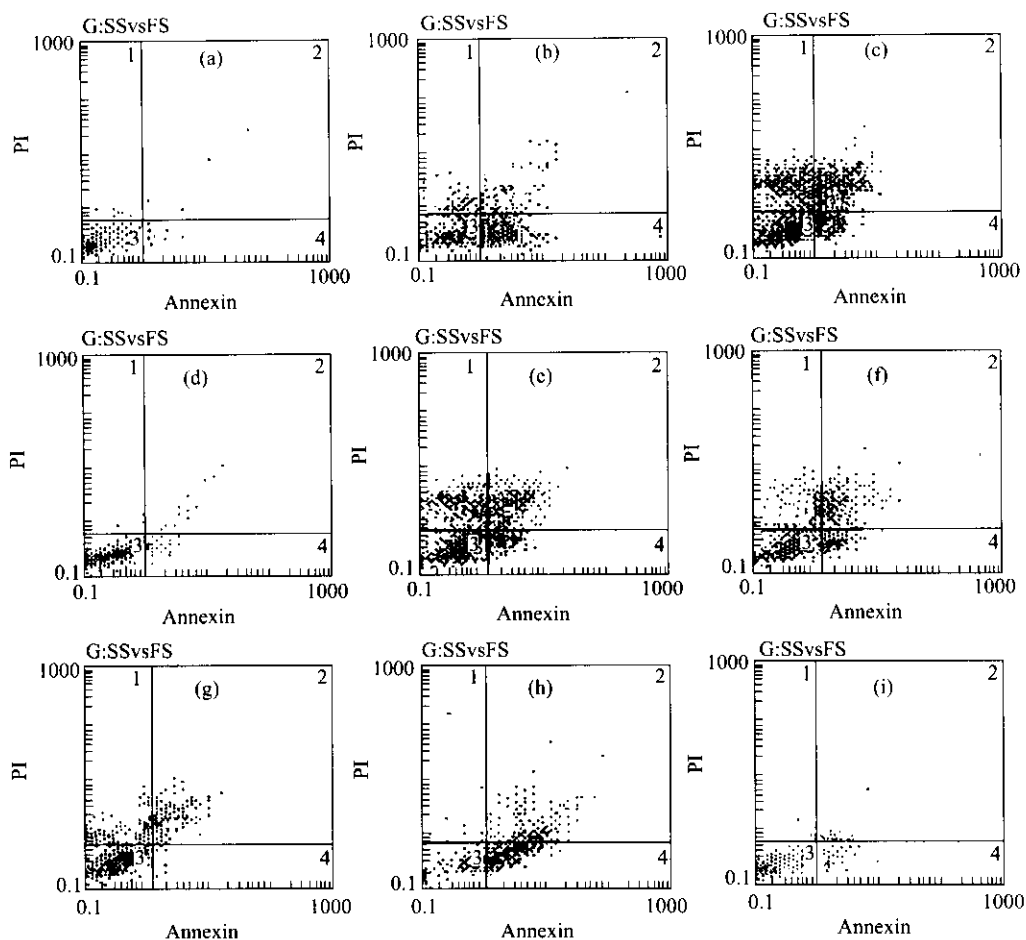 G:SSvsFS
1000
1
(a)
2
PI
3
4
0.1
0.1
1000
Annexin
G:SSvsFS
1000
1
(b)
2
PI
3
4
0.1
0.1
1000
Annexin
G:SSvsFS
1000
1
(c)
2
PI
3
4
0.1
0.1
1000
Annexin
G:SSvsFS
1000
1
(d)
2
PI
3
4
0.1
0.1
1000
Annexin
G:SSvsFS
1000
1
(e)
2
PI
3
4
0.1
0.1
1000
Annexin
G:SSvsFS
1000
1
(f)
2
PI
3
4
0.1
0.1
1000
Annexin
G:SSvsFS
1000
1
(g)
2
PI
3
4
0.1
0.1
1000
Annexin
G:SSvsFS
1000
1
(h)
2
PI
3
4
0.1
0.1
1000
Annexin
G:SSvsFS
1000
1
(i)
2
PI
3
4
0.1
0.1
1000
Annexin